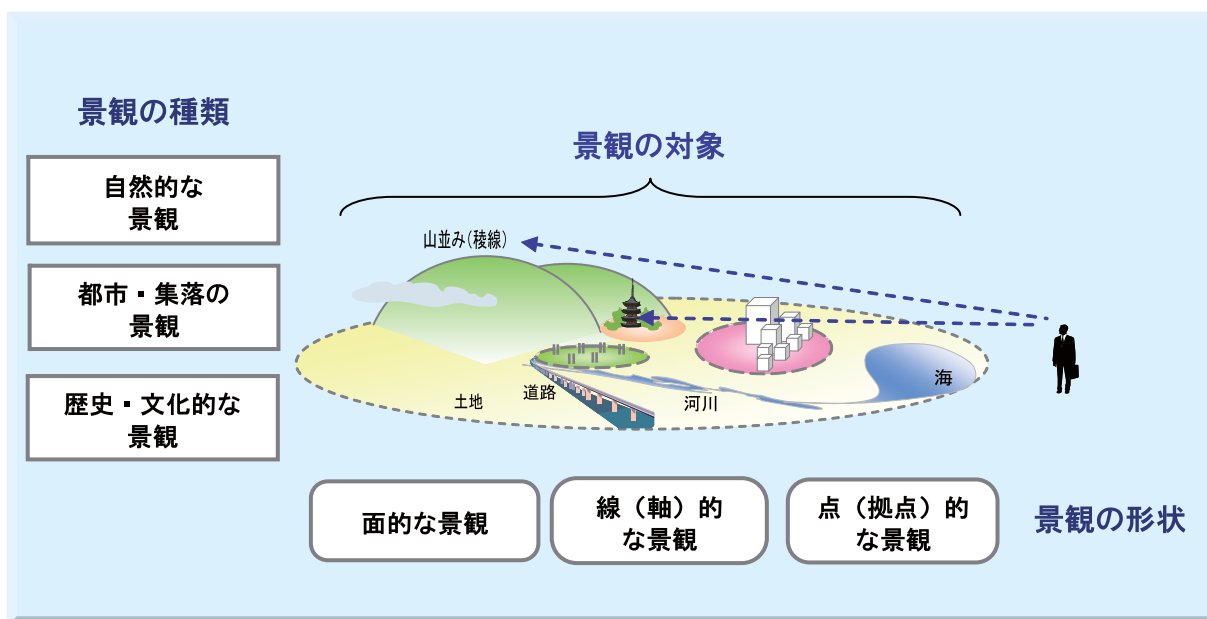 景観の種類
自然的な
景観
都市・集落の
景観
歴史・文化的な
景観
景観の対象
山並み(稜線)
土地
道路
河川
海
面的な景観
線（軸）的
な景観
点（拠点）的
な景観
景観の形状